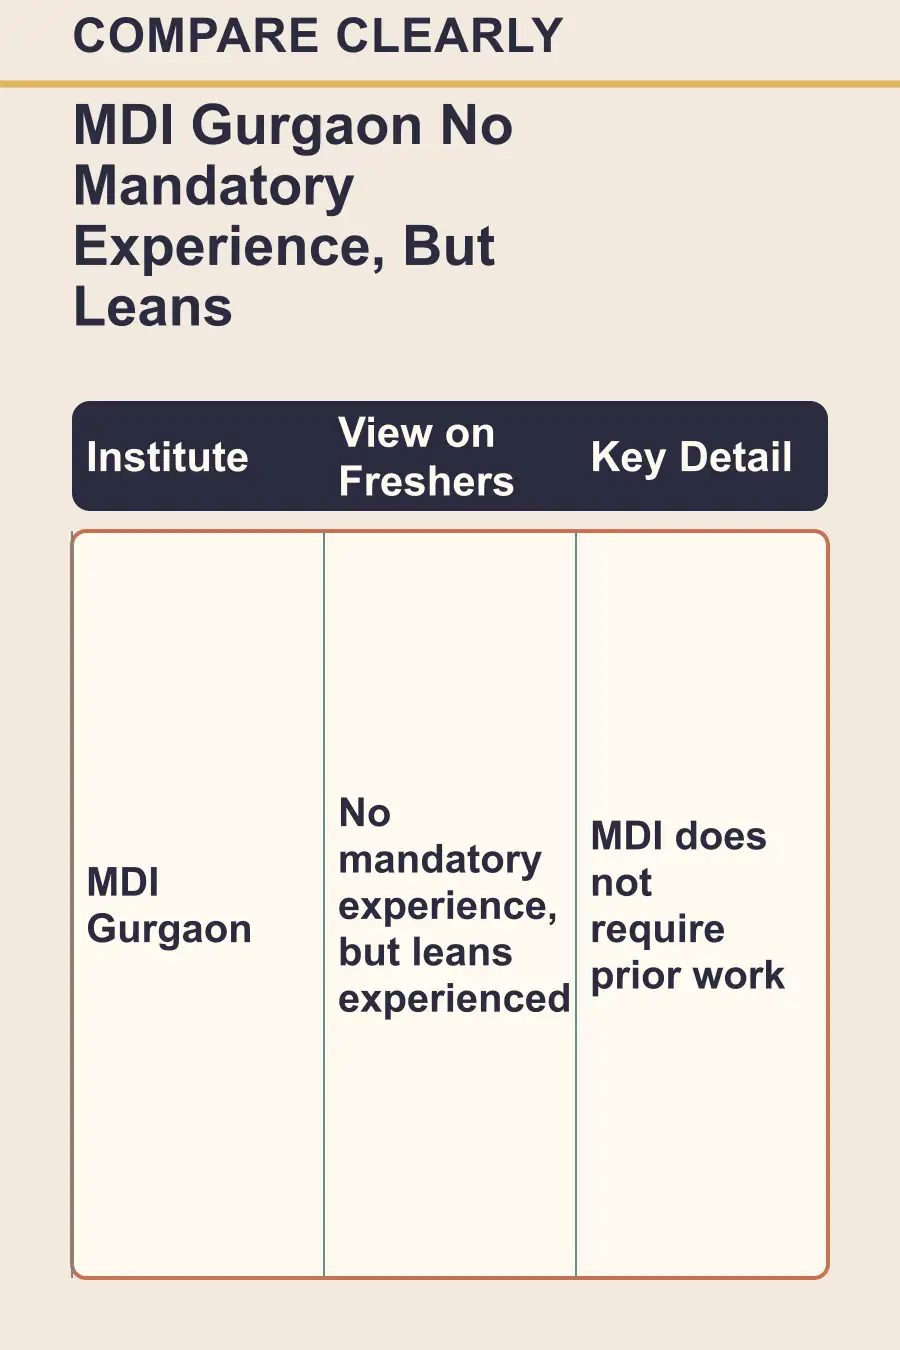 COMPARE CLEARLY
MDI Gurgaon No
Mandatory
Experience, But
Leans
Institute
View on
Freshers
Key Detail
MDI
Gurgaon
No
mandatory
experience,
but leans
experienced
MDI does
not
require
prior work